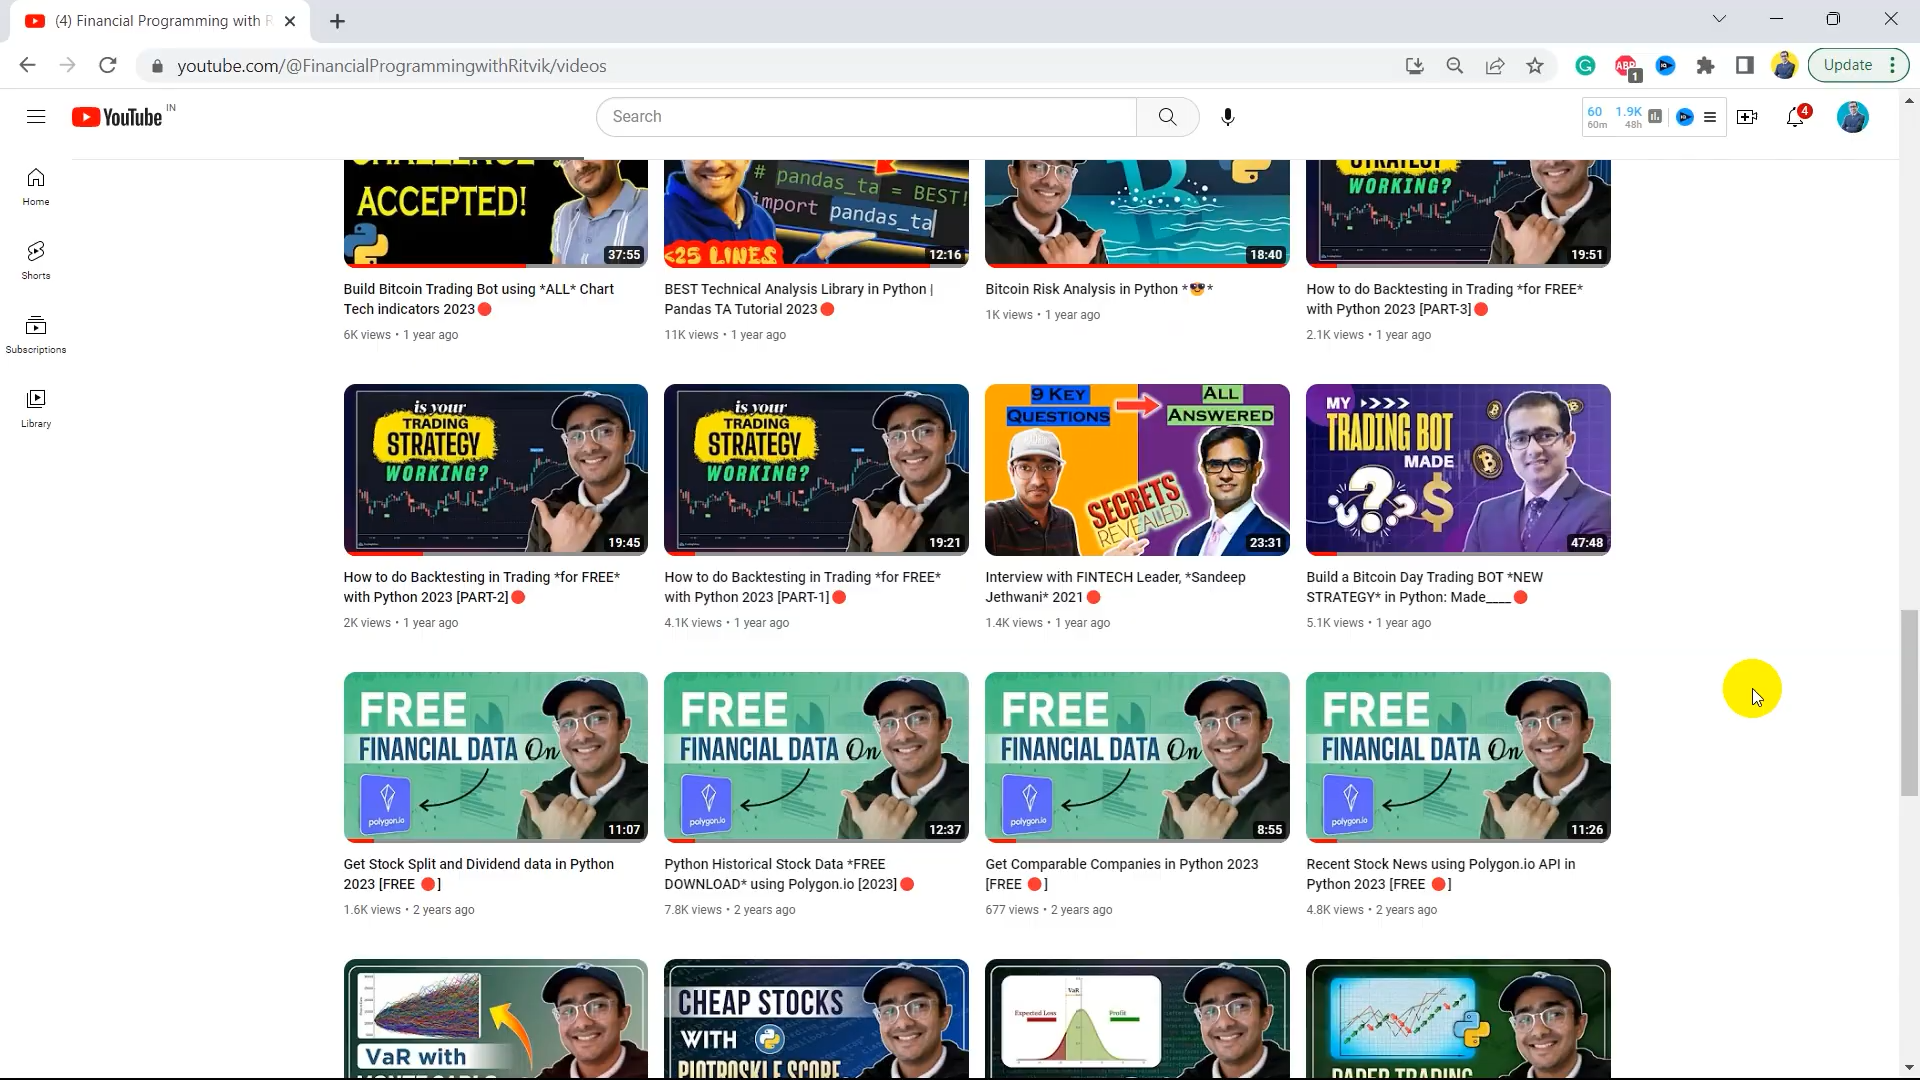 (4) Financial Programming with R
youtube.com/@FinancialProgrammingwithRitvik/videos
ABP
1
Update
YouTube IN
Search
60 1.9K
60m 48h
4
Home
Shorts
Subscriptions
Library
ACCEPTED!
37:55
# pandas_ta = BEST!
import pandas_ta
<25 LINES
12:16
18:40
WORKING?
19:51
Build Bitcoin Trading Bot using *ALL* Chart
Tech indicators 2023🔴
6K views • 1 year ago
BEST Technical Analysis Library in Python |
Pandas TA Tutorial 2023🔴
11K views • 1 year ago
Bitcoin Risk Analysis in Python *😎*
1K views • 1 year ago
How to do Backtesting in Trading *for FREE*
with Python 2023 [PART-3]🔴
2.1K views • 1 year ago
is your
TRADING
STRATEGY
WORKING?
19:45
is your
TRADING
STRATEGY
WORKING?
19:21
9 KEY
QUESTIONS
ALL
ANSWERED
SECRETS
REVEALED!
23:31
MY >>>>
TRADING BOT
MADE
$
47:48
How to do Backtesting in Trading *for FREE*
with Python 2023 [PART-2]🔴
2K views • 1 year ago
How to do Backtesting in Trading *for FREE*
with Python 2023 [PART-1]🔴
4.1K views • 1 year ago
Interview with FINTECH Leader, *Sandeep
Jethwani* 2021🔴
1.4K views • 1 year ago
Build a Bitcoin Day Trading BOT *NEW
STRATEGY* in Python: Made____🔴
5.1K views • 1 year ago
FREE
FINANCIAL DATA On
polygon.io
11:07
FREE
FINANCIAL DATA On
polygon.io
12:37
FREE
FINANCIAL DATA On
polygon.io
8:55
FREE
FINANCIAL DATA On
polygon.io
11:26
Get Stock Split and Dividend data in Python
2023 [FREE 🔴]
1.6K views • 2 years ago
Python Historical Stock Data *FREE
DOWNLOAD* using Polygon.io [2023]🔴
7.8K views • 2 years ago
Get Comparable Companies in Python 2023
[FREE 🔴]
677 views • 2 years ago
Recent Stock News using Polygon.io API in
Python 2023 [FREE 🔴]
4.8K views • 2 years ago
VaR with
CHEAP STOCKS
WITH
PIOTROSKI F SCORE
VaR
Expected Loss
Profit
PAPER TRADING